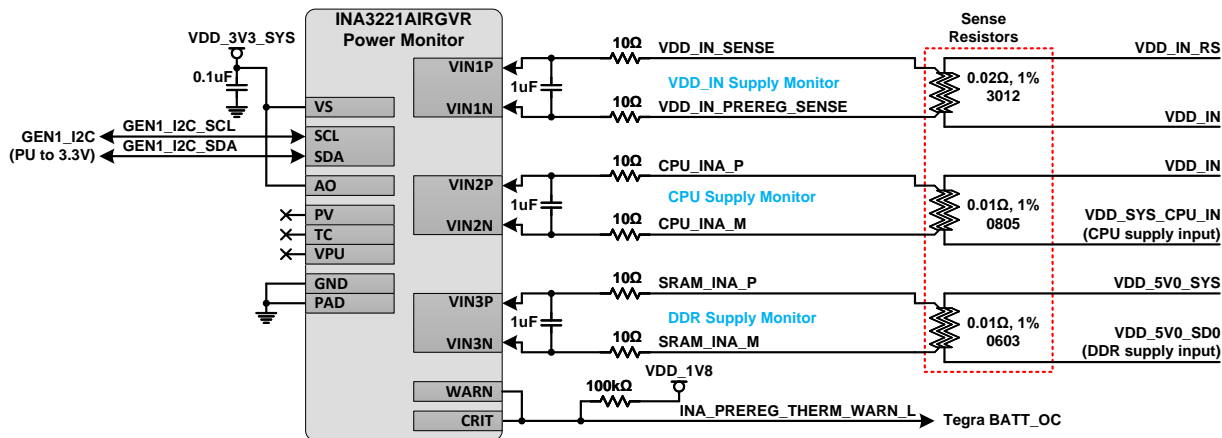 INA3221AIRGVR
Power Monitor
Sense
Resistors
VDD_3V3_SYS
0.1uF
VS
SCL
SDA
AO
PV
TC
VPU
GND
PAD
GEN1_I2C
(PU to 3.3V)
GEN1_I2C_SCL
GEN1_I2C_SDA
VIN1P
VIN1N
1uF
10Ω
VDD_IN_SENSE
VDD_IN Supply Monitor
10Ω
VDD_IN_PREREG_SENSE
0.02Ω, 1%
3012
VDD_IN_RS
VDD_IN
VIN2P
VIN2N
1uF
10Ω
CPU_INA_P
CPU Supply Monitor
10Ω
CPU_INA_M
0.01Ω, 1%
0805
VDD_IN
VDD_SYS_CPU_IN
(CPU supply input)
VIN3P
VIN3N
1uF
10Ω
SRAM_INA_P
DDR Supply Monitor
10Ω
SRAM_INA_M
0.01Ω, 1%
0603
VDD_5V0_SYS
VDD_5V0_SD0
(DDR supply input)
WARN
CRIT
100kΩ
VDD_1V8
INA_PREREG_THERM_WARN_L
Tegra BATT_OC